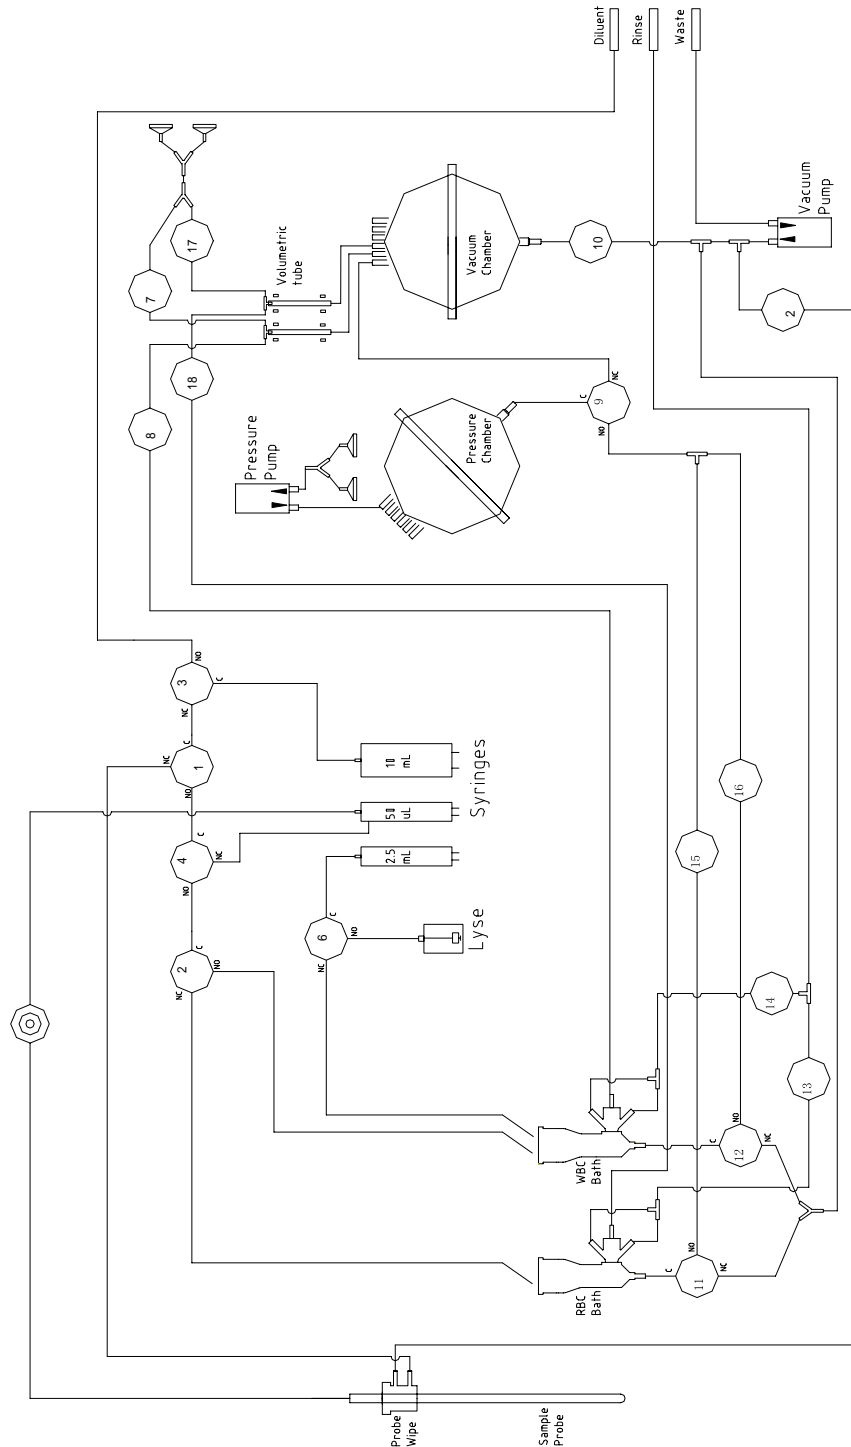 Diluent
Rinse
Waste
Vacuum
Pump
7
17
Volumetric
tube
Vacuum
Chamber
10
2
8
18
Pressure
Pump
Pressure
Chamber
C
9
NC
NO
3
NO
C
NC
1
C
NC
NO
4
C
NC
NO
2
C
NO
NC
10
mL
50
uL
2.5
mL
Syringes
6
C
NO
NC
Lyse
15
16
14
13
WBC
Bath
RBC
Bath
C
12
NO
NC
C
11
NO
NC
Probe
Wipe
Sample
Probe